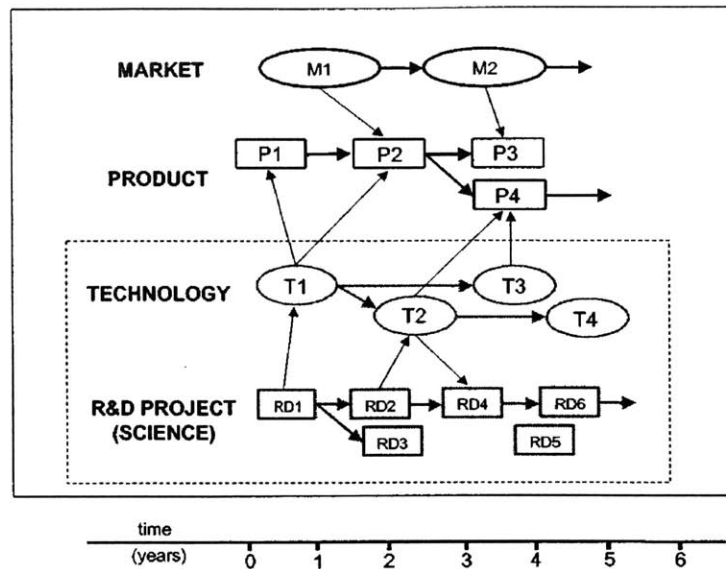 MARKET
M1
M2
P1
P2
P3
PRODUCT
P4
TECHNOLOGY
T1
T3
T2
T4
R&D PROJECT
(SCIENCE)
RD1
RD2
RD4
RD6
RD3
RD5
time
(years)
0
1
2
3
4
5
6